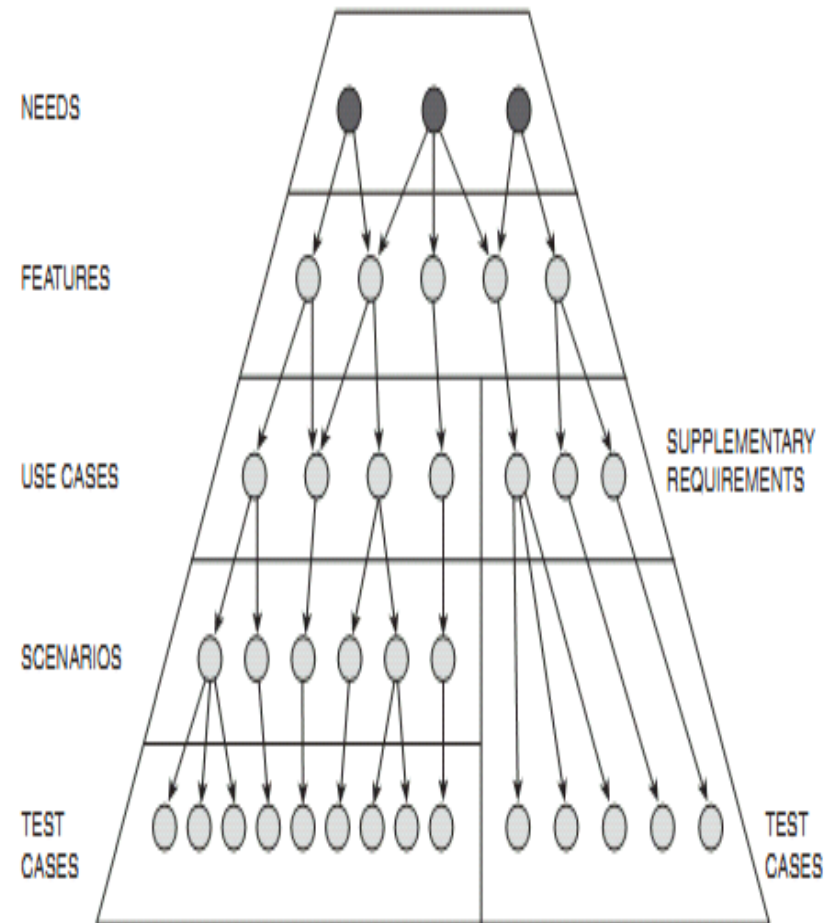 NEEDS
FEATURES
USE CASES
SUPPLEMENTARY
REQUIREMENTS
SCENARIOS
TEST
CASES
TEST
CASES